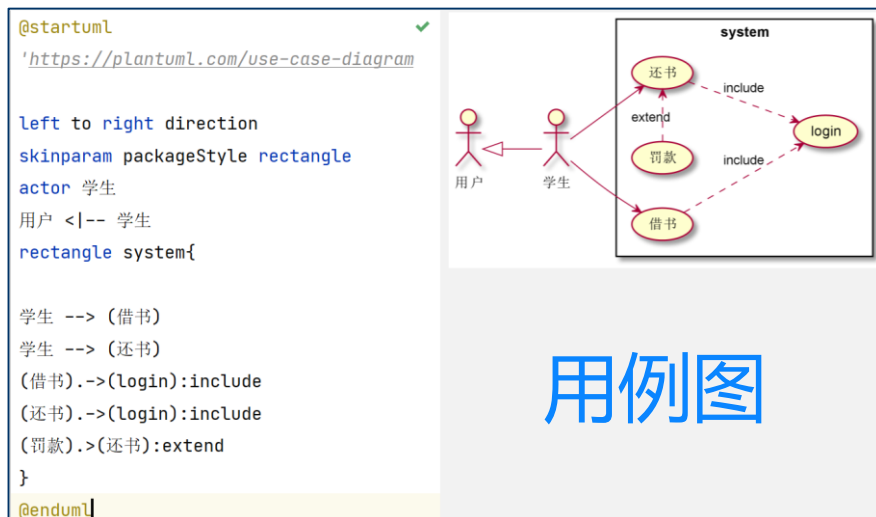 @startuml
'https://plantuml.com/use-case-diagram
left to right direction
skinparam packageStyle rectangle
actor 学生
用户 <|-- 学生
rectangle system{
学生 --> (借书)
学生 --> (还书)
(借书).->(login):include
(还书).->(login):include
(罚款).>(还书):extend
}
@enduml
system
还书
include
extend
login
用户
学生
罚款
include
借书
用例图